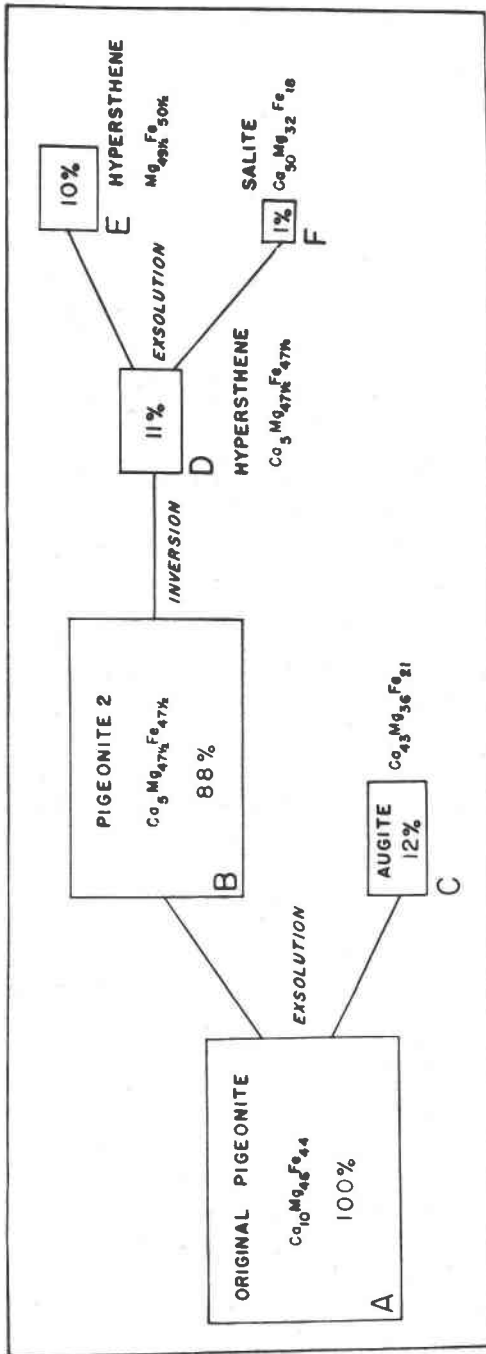 ORIGINAL PIGEONITE
Ca₁₀Mg₄₆Fe₄₄
100%
A
EXSOLUTION
PIGEONITE 2
Ca₅Mg₄₇½Fe₄₇½
88%
B
AUGITE
12%
C
Ca₄₃Mg₃₆Fe₂₁
INVERSION
11%
D
HYPERSTHENE
Ca₅Mg₄₇½Fe₄₇½
EXSOLUTION
10%
E
HYPERSTHENE
Mg₄₉½Fe₅₀½
1%
F
SALITE
Ca₅₀Mg₃₂Fe₁₈